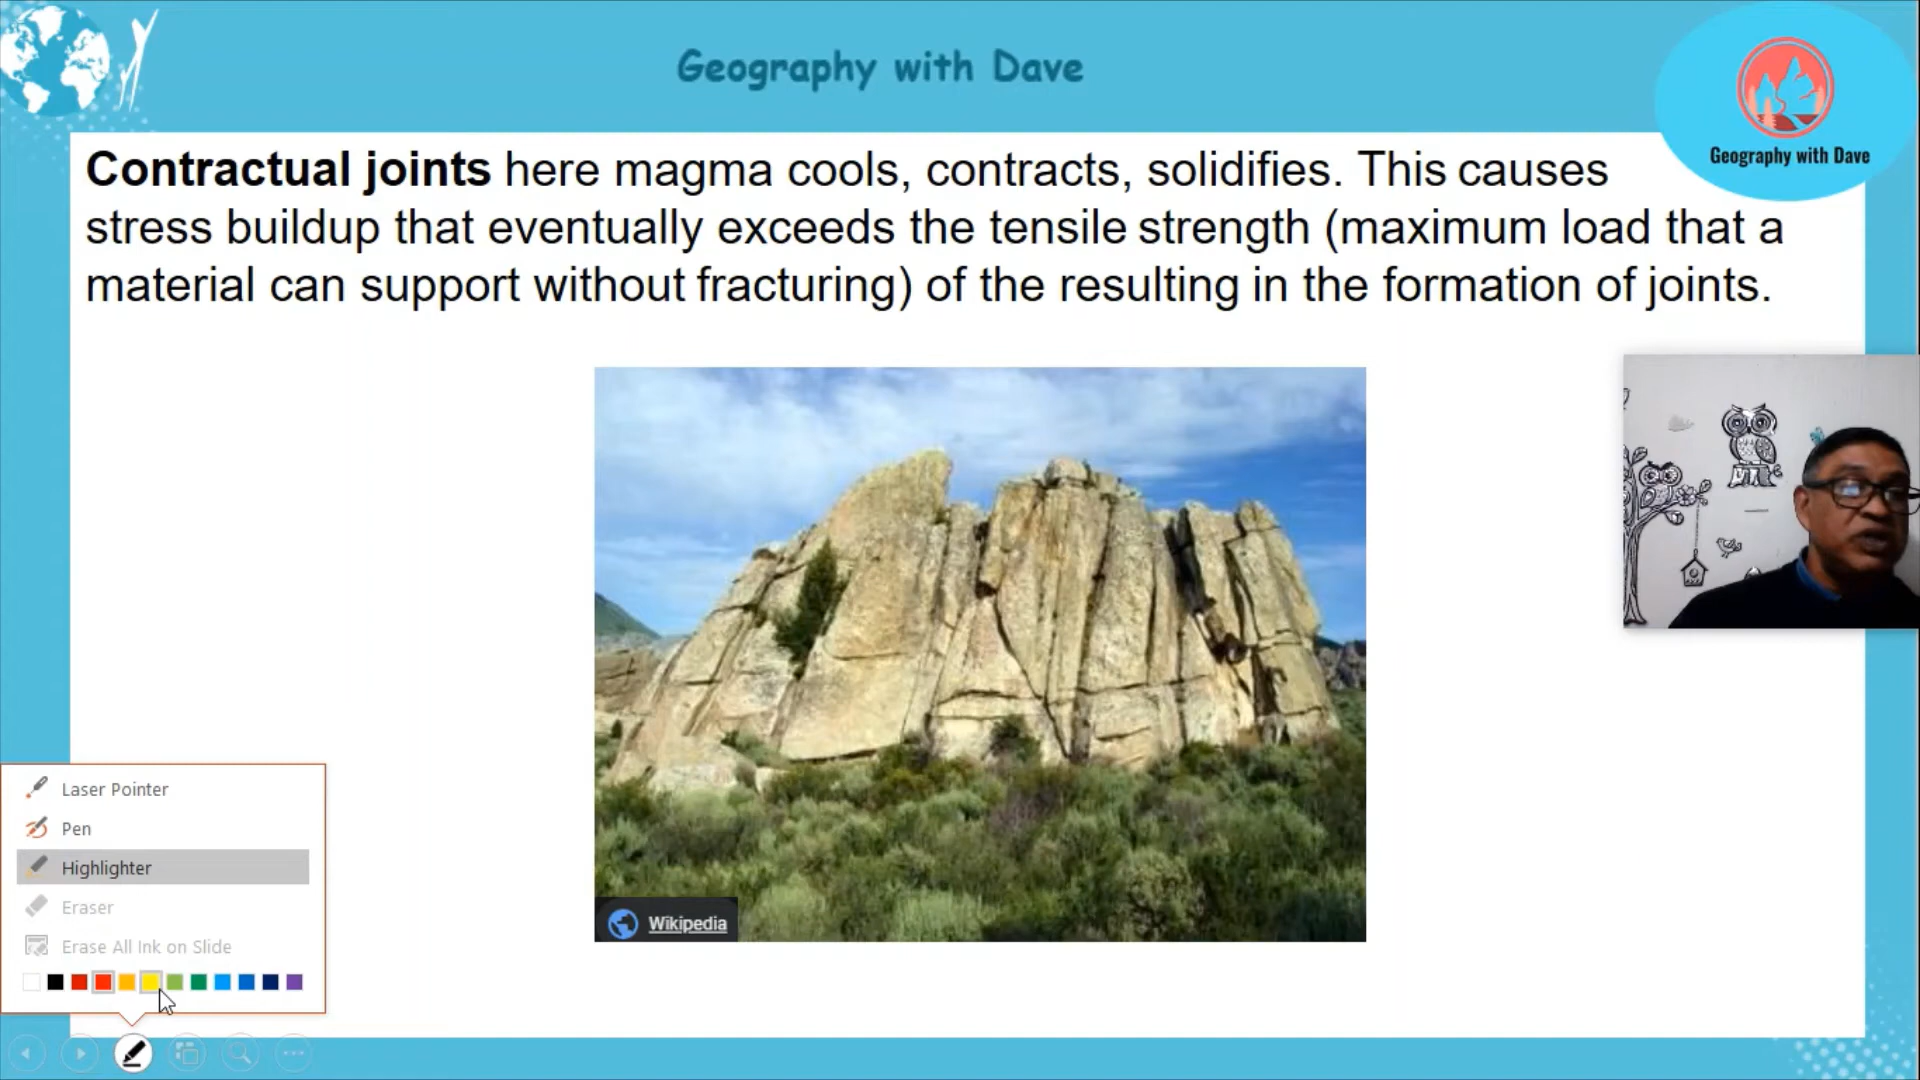 Geography with Dave
Geography with Dave
Contractual joints here magma cools, contracts, solidifies. This causes
stress buildup that eventually exceeds the tensile strength (maximum load that a
material can support without fracturing) of the resulting in the formation of joints.
Wikipedia
Laser Pointer
Pen
Highlighter
Eraser
Erase All Ink on Slide